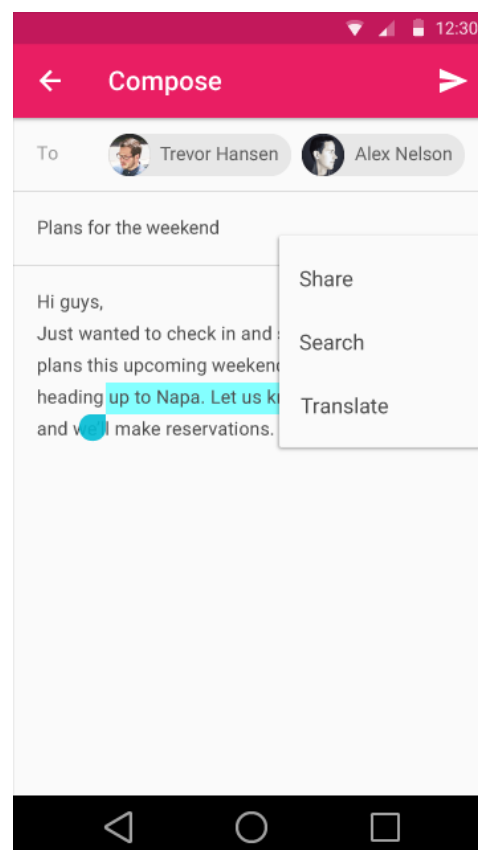 12:30
Compose
To Trevor Hansen Alex Nelson
Plans for the weekend
Share
Search
Translate
Hi guys,
Just wanted to check in and
plans this upcoming
heading up to Napa. Let us
and we'll make reservations.